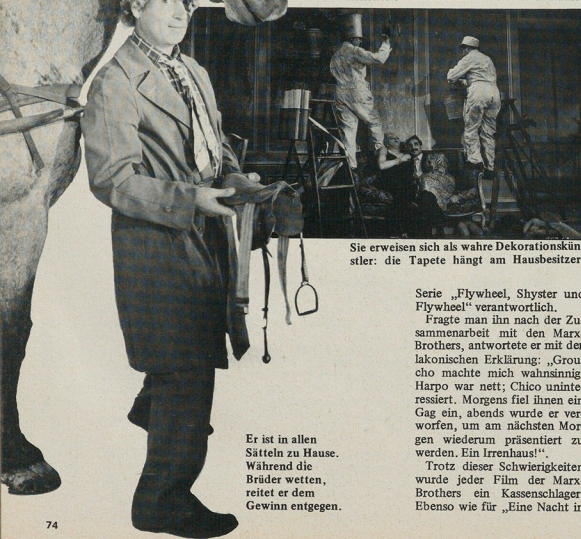 Sie erweisen sich als wahre Dekorationskün
stler: die Tapete hängt am Hausbesitzer
Serie „Flywheel, Shyster und
Flywheel“ verantwortlich.
Fragte man ihn nach der Zu
sammenarbeit mit den Marx
Brothers, antwortete er mit der
lakonischen Erklärung: „Grou
cho machte mich wahnsinnig
Harpo war nett; Chico uninte
ressiert. Morgens fiel ihnen ein
Gag ein, abends wurde er ver
worfen, um am nächsten Mor
gen wiederum präsentiert zu
werden. Ein Irrenhaus!“.
Trotz dieser Schwierigkeiten
wurde jeder Film der Marx
Brothers ein Kassenschlager
Ebenso wie für „Eine Nacht in
Er ist in allen
Sätteln zu Hause.
Während die
Brüder wetten,
reitet er dem
Gewinn entgegen.
74